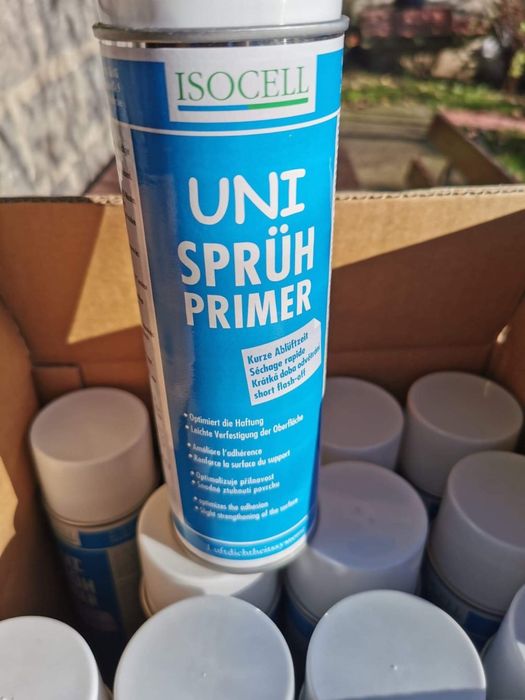 ISOCELL
UNI
SPRÜH
PRIMER
Kurze Ablüftzeit
Séchage rapide
Krátká doba odvětrání
short flash-off
• Optimiert die Haftung
• Leichte Verfestigung der Oberfläche
• Améliore l'adhérence
• Renforce la surface du support
• Optimalizuje přilnavost
• Snadné ztuhnutí povrchu
• optimizes the adhesion
• slight strengthening of the surface
Luftdichtheitssysteme